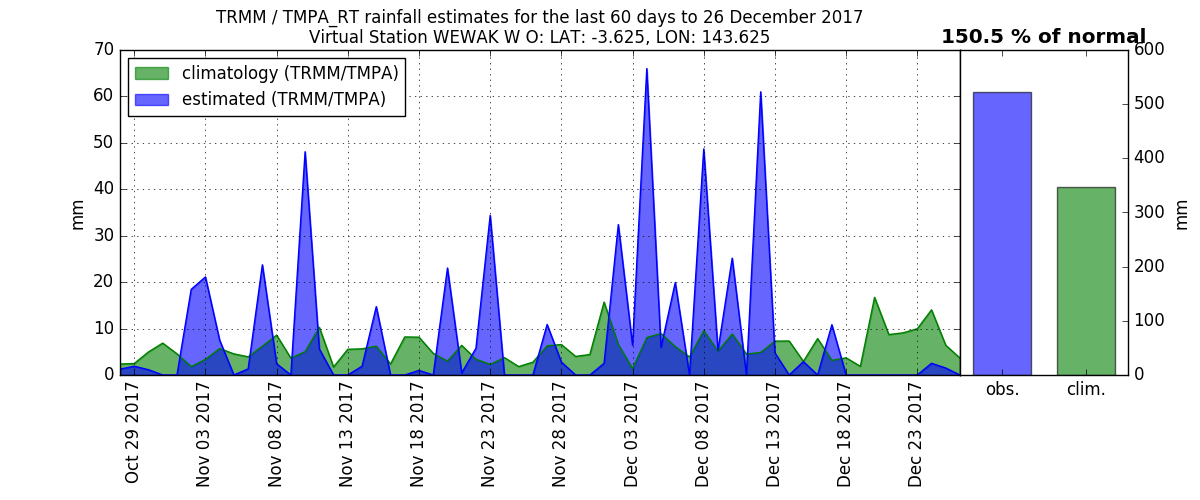 TRMM / TMPA_RT rainfall estimates for the last 60 days to 26 December 2017
Virtual Station WEWAK W O: LAT: -3.625, LON: 143.625
150.5 % of normal
climatology (TRMM/TMPA)
estimated (TRMM/TMPA)
mm
70
60
50
40
30
20
10
0
Oct 29 2017
Nov 03 2017
Nov 08 2017
Nov 13 2017
Nov 18 2017
Nov 23 2017
Nov 28 2017
Dec 03 2017
Dec 08 2017
Dec 13 2017
Dec 18 2017
Dec 23 2017
obs.
clim.
600
500
400
300
200
100
0
mm